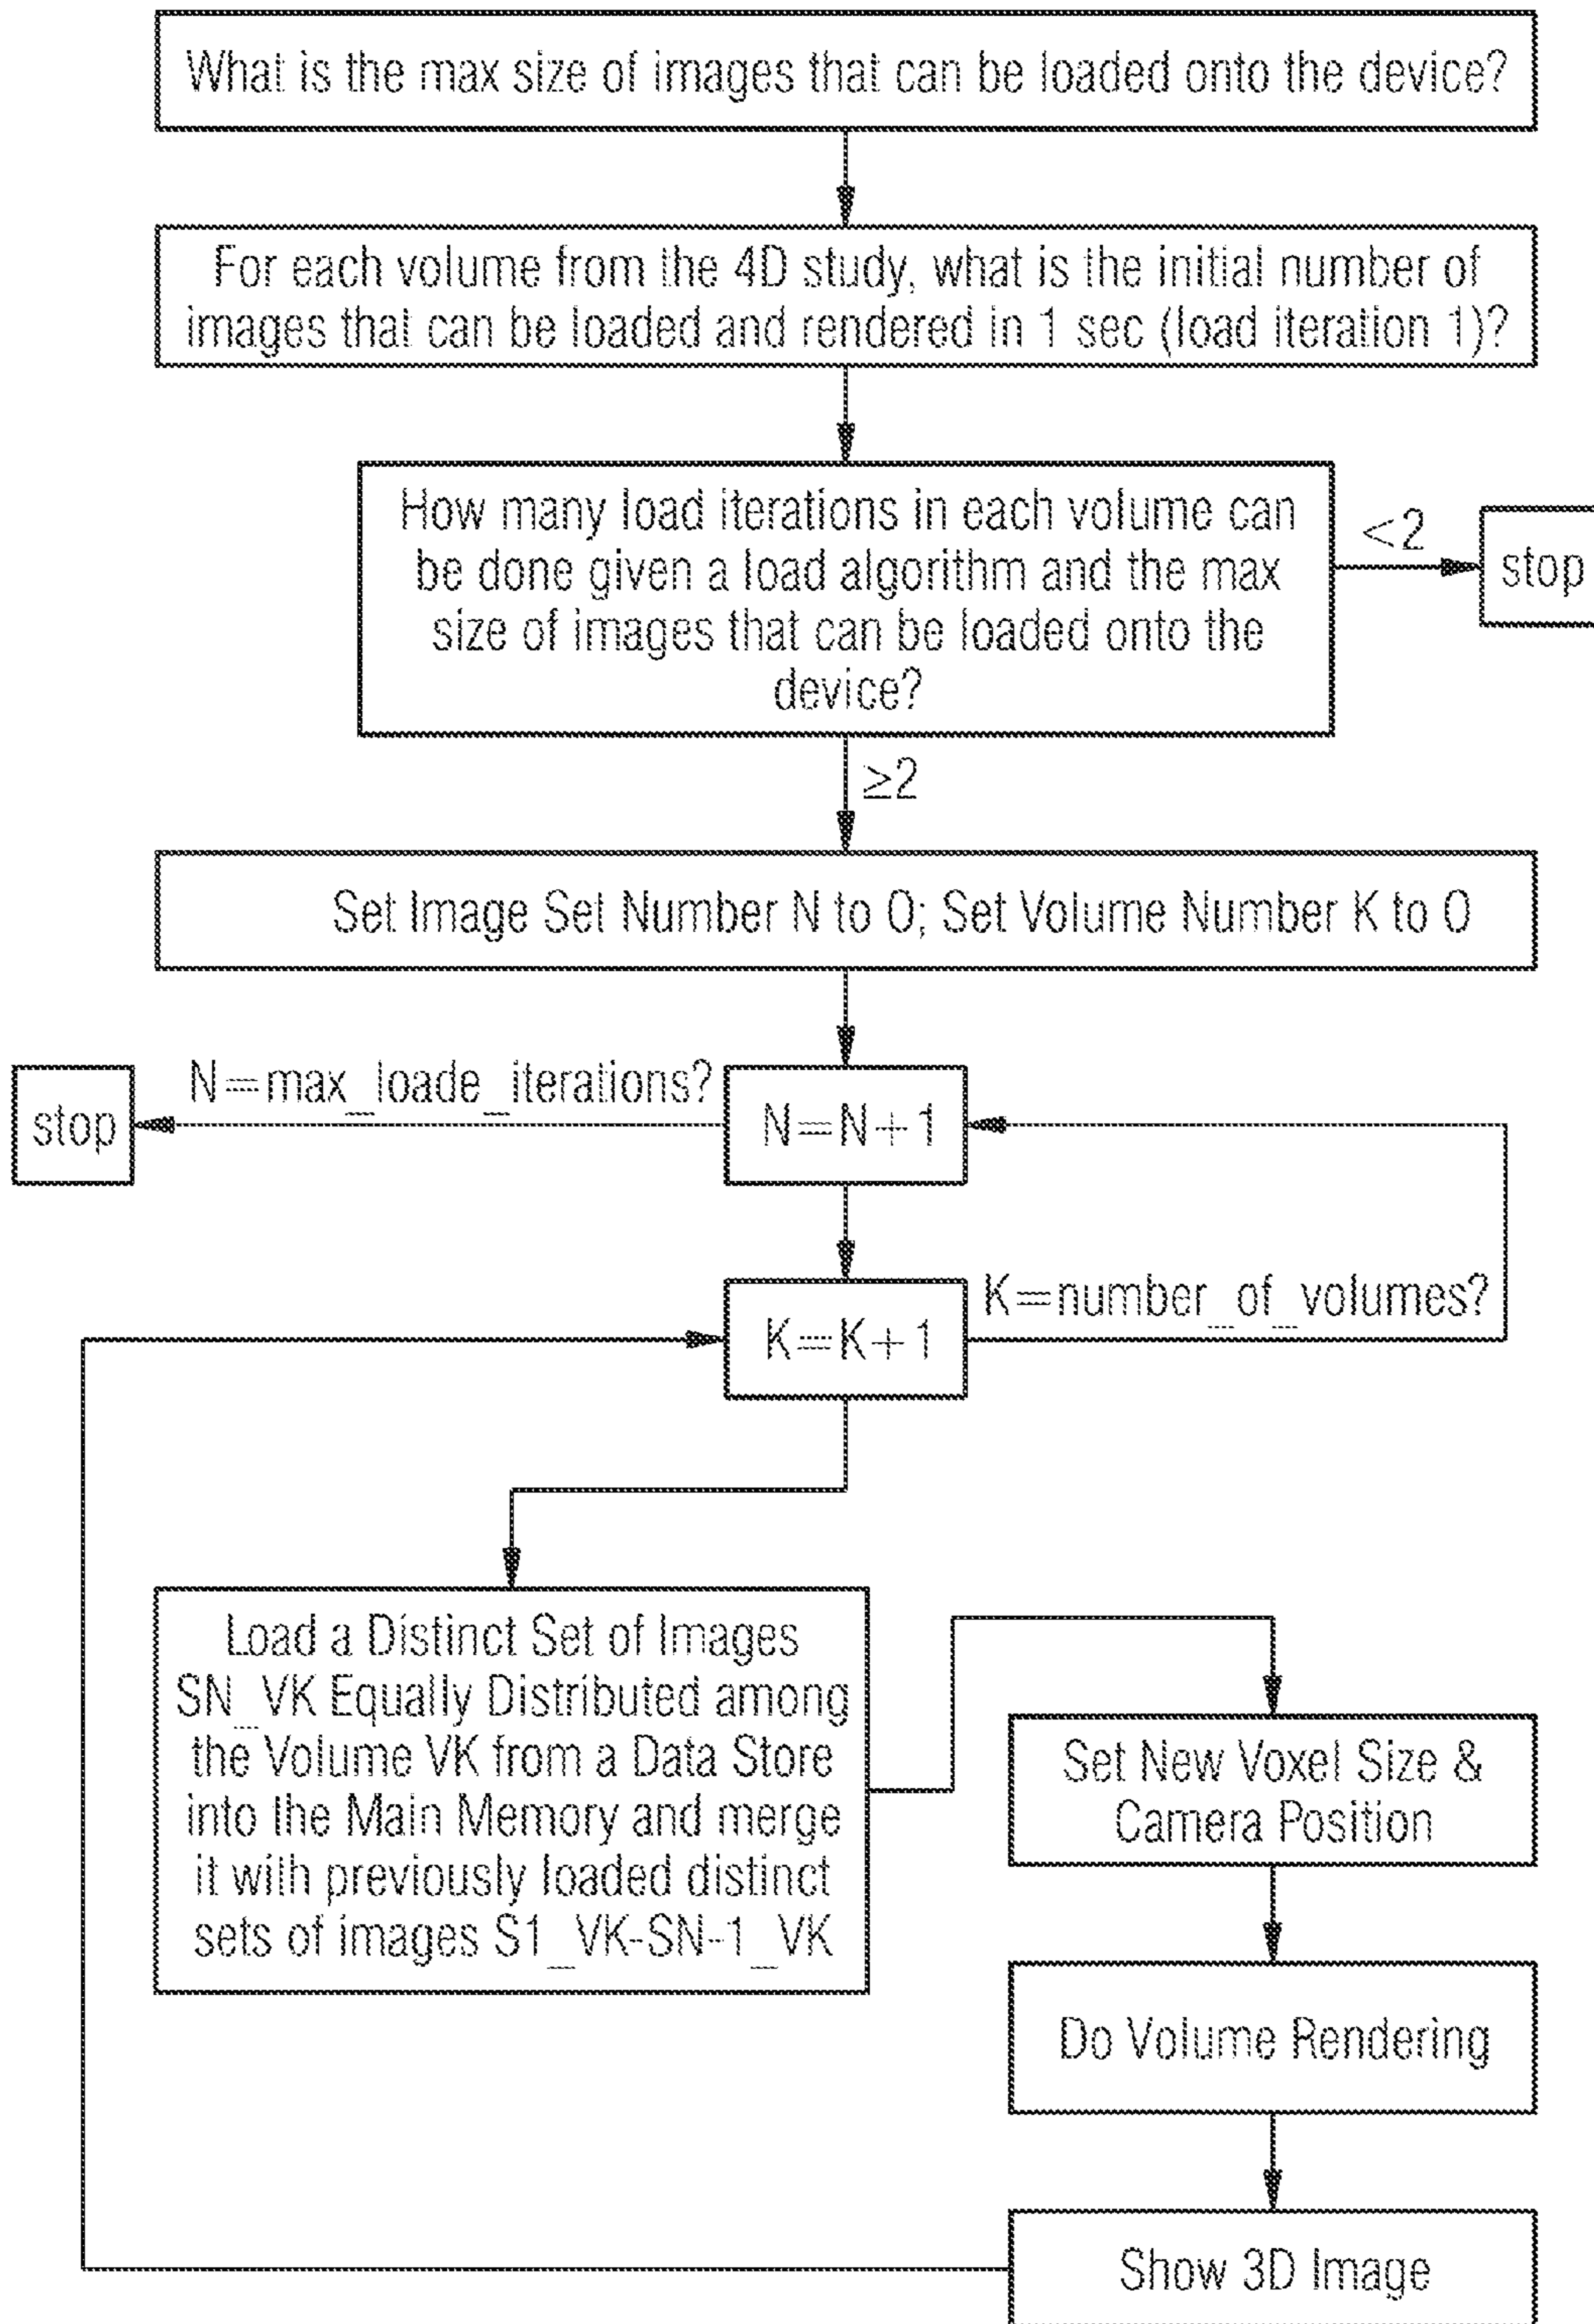 What is the max size of images that can be loaded onto the device?
For each volume from the 4D study, what is the initial number of
images that can be loaded and rendered in 1 sec (load iteration 1)?
How many load iterations in each volume can
be done given a load algorithm and the max
size of images that can be loaded onto the
device?
<2
stop
≥2
Set Image Set Number N to 0; Set Volume Number K to 0
N=max_loade_iterations?
stop
N=N+1
K=number_of_volumes?
K=K+1
Load a Distinct Set of Images
SN_VK Equally Distributed among
the Volume VK from a Data Store
into the Main Memory and merge
it with previously loaded distinct
sets of images S1_VK-SN-1_VK
Set New Voxel Size &
Camera Position
Do Volume Rendering
Show 3D Image